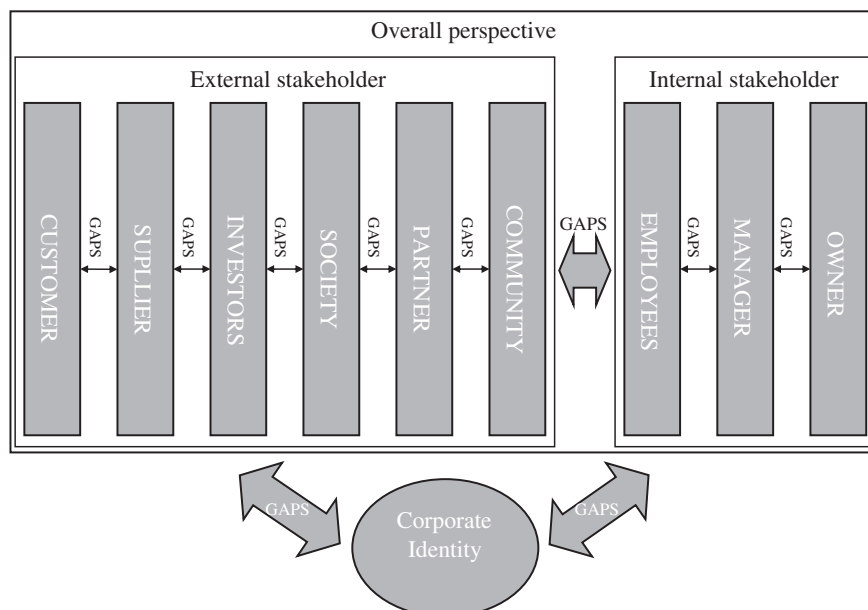 Overall perspective
External stakeholder
Internal stakeholder
CUSTOMER
GAPS
SUPLLIER
GAPS
INVESTORS
GAPS
SOCIETY
GAPS
PARTNER
GAPS
COMMUNITY
GAPS
EMPLOYEES
GAPS
MANAGER
GAPS
OWNER
GAPS
Corporate
Identity
GAPS